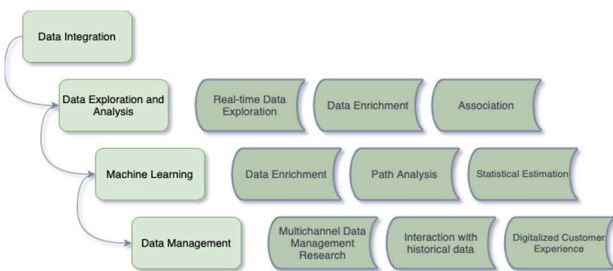 Data Integration
Data Exploration and
Analysis
Real-time Data
Exploration
Data Enrichment
Association
Machine Learning
Data Enrichment
Path Analysis
Statistical Estimation
Data Management
Multichannel Data
Management
Research
Interaction with
historical data
Digitalized Customer
Experience